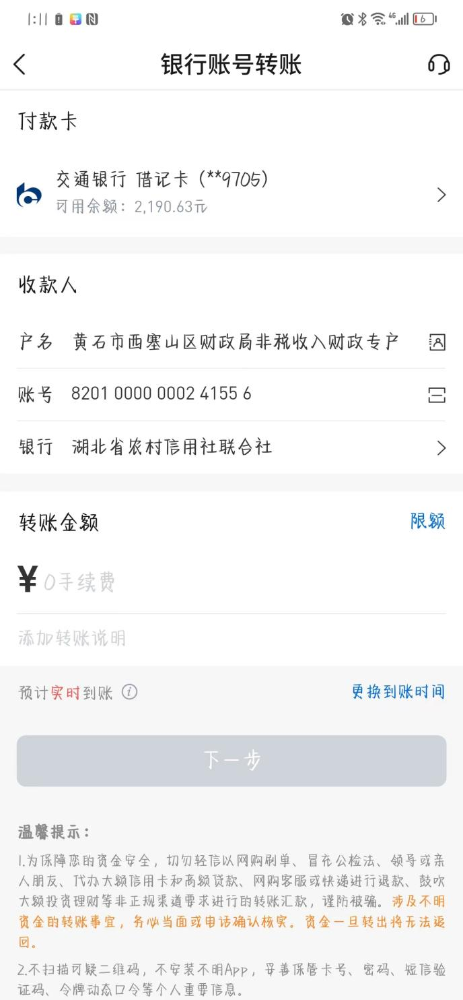 1:11
4G
6
银行账号转账
付款卡
交通银行 借记卡 (**9705)
可用余额：2,190.63元
收款人
户名 黄石市西塞山区财政局非税收入财政专户
账号 8201 0000 0002 4155 6
银行 湖北省农村信用社联合社
转账金额 限额
¥ 0手续费
添加转账说明
预计实时到账 更换到账时间
下一步
温馨提示：
1.为保障您的资金安全，切勿轻信以网购刷单、冒充公检法、领导或亲
人朋友、代办大额信用卡和高额贷款、网购客服或快递进行退款、鼓吹
大额投资理财等非正规渠道要求进行的转账汇款，谨防被骗。涉及不明
资金的转账事宜，务必当面或电话确认核实。资金一旦转出将无法返
回。
2.不扫描可疑二维码，不安装不明App，妥善保管卡号、密码、短信验
证码、令牌动态口令等个人重要信息。